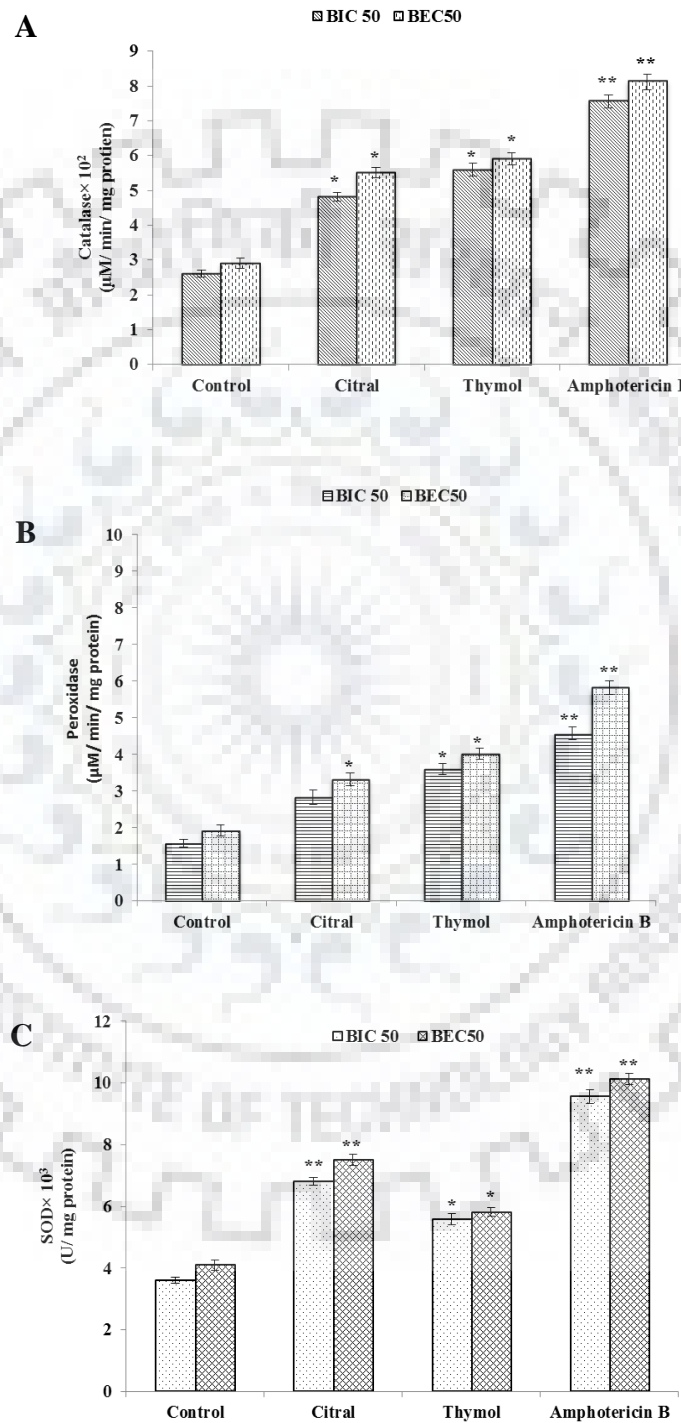 A
BIC 50 BEC50
9
8
7
6
5
4
3
2
1
0
Catalase× 10²
(µM/ min/ mg protien)
* * * * ** **
Control Citral Thymol Amphotericin
B
BIC 50 BEC50
10
9
8
7
6
5
4
3
2
1
0
Peroxidase
(µM/ min/ mg protein)
* * * ** **
Control Citral Thymol Amphotericin B
C
BIC 50 BEC50
12
10
8
6
4
2
0
SOD× 10³
(U/ mg protein)
** ** * * ** **
Control Citral Thymol Amphotericin B